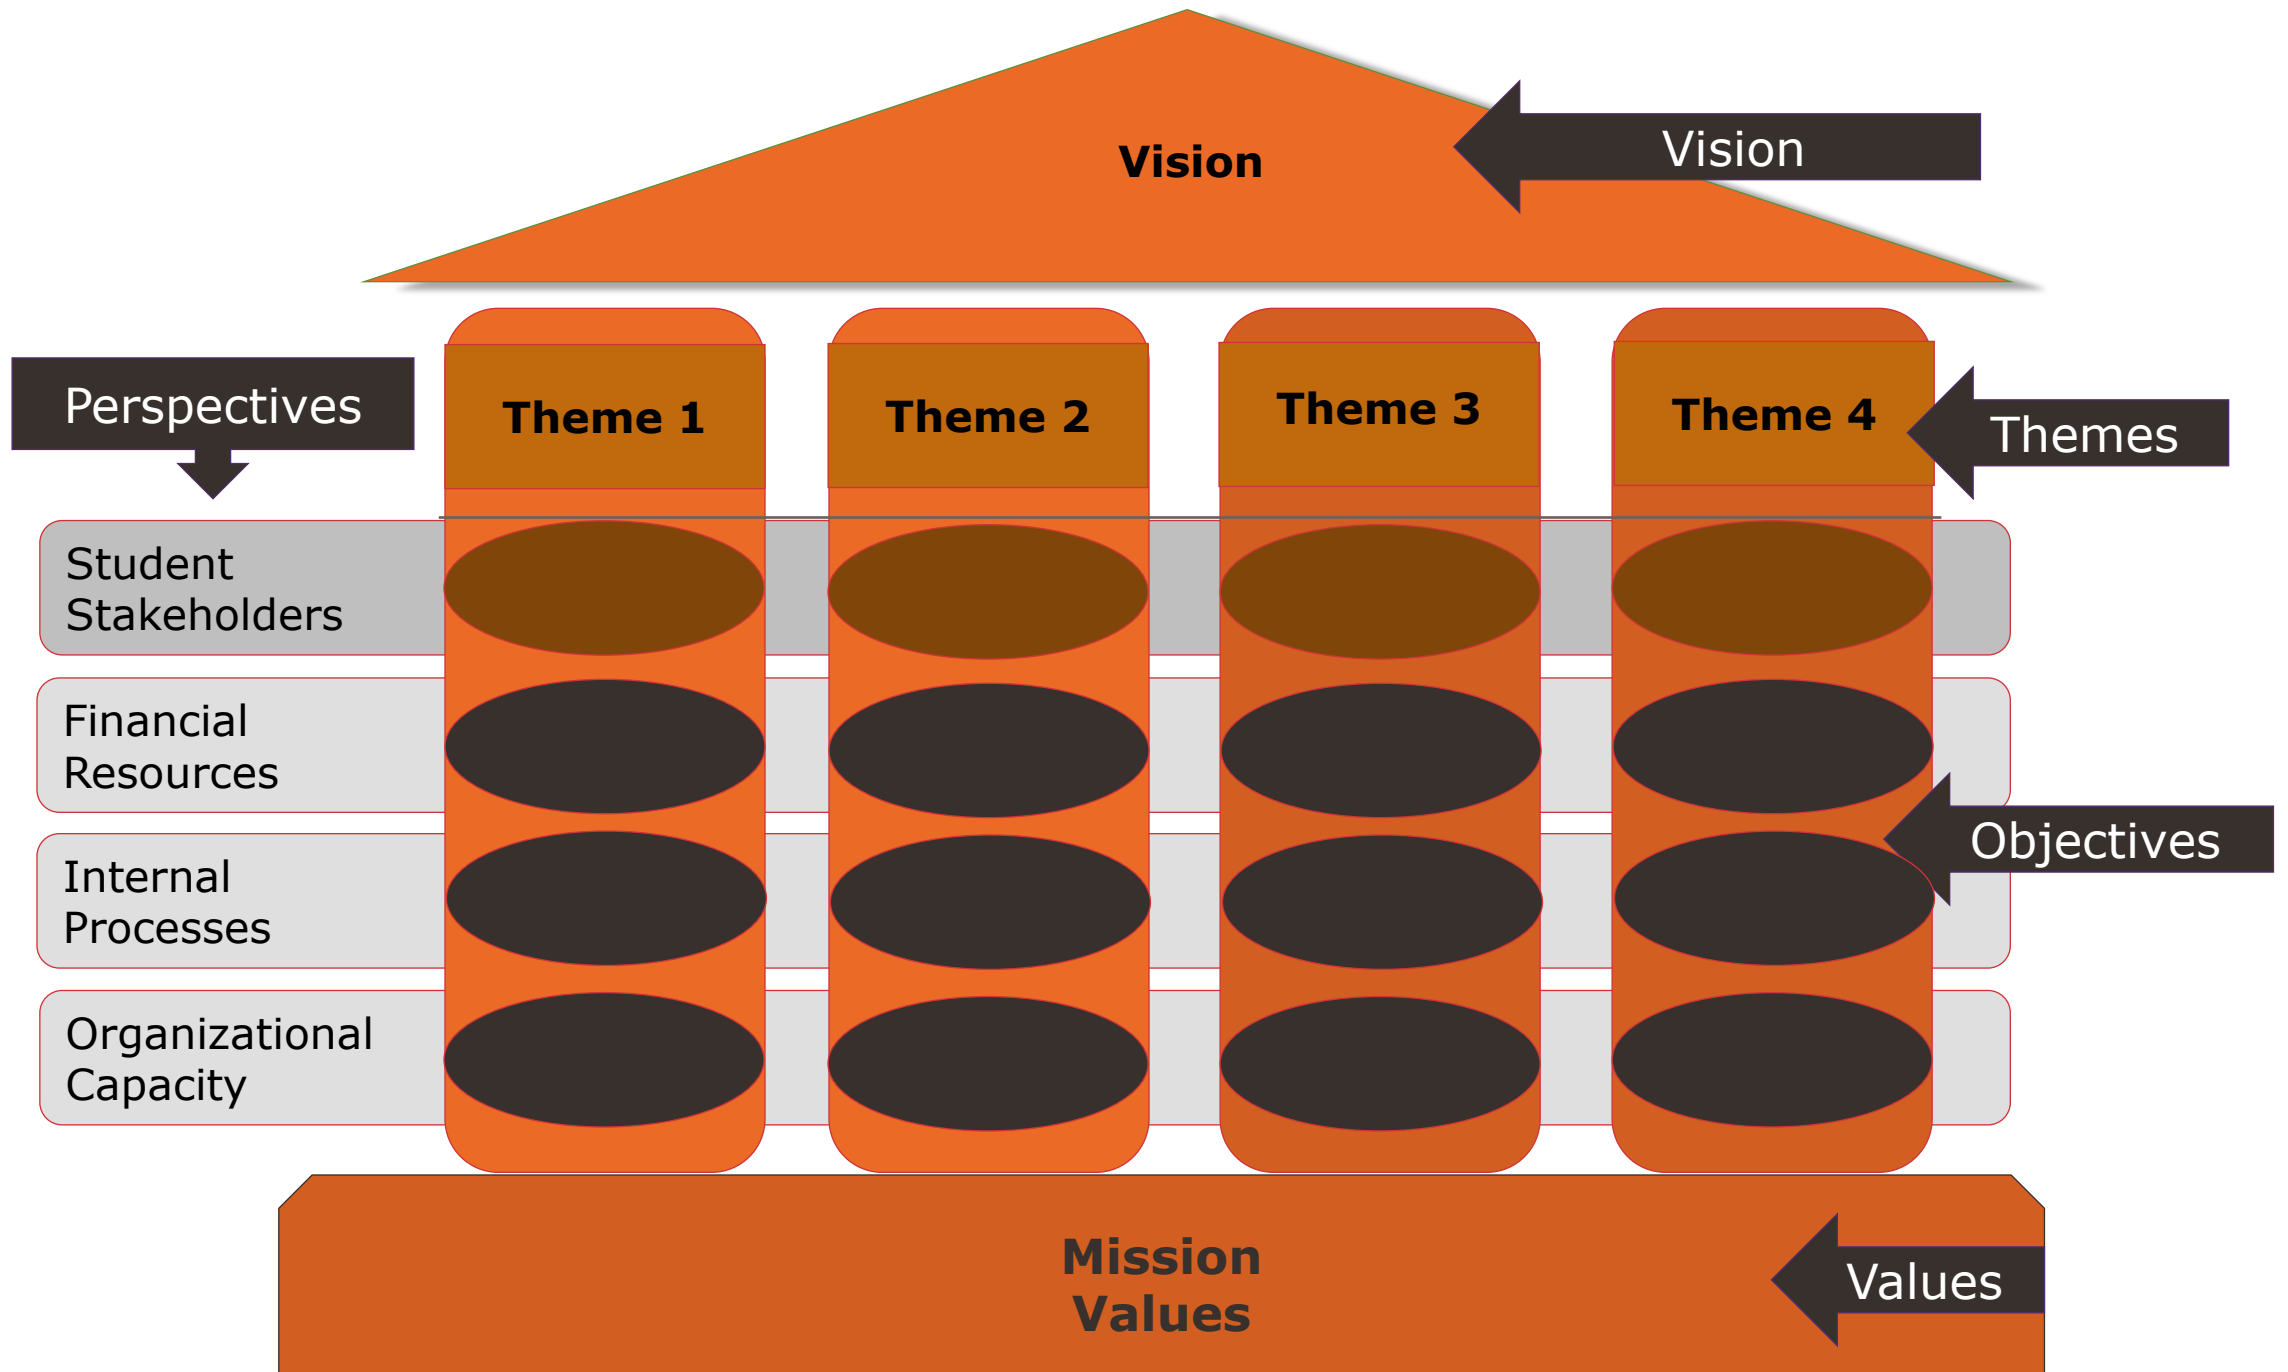 Vision
Vision
Perspectives
Theme 1
Theme 2
Theme 3
Theme 4
Themes
Student
Stakeholders
Financial
Resources
Objectives
Internal
Processes
Organizational
Capacity
Mission
Values
Values